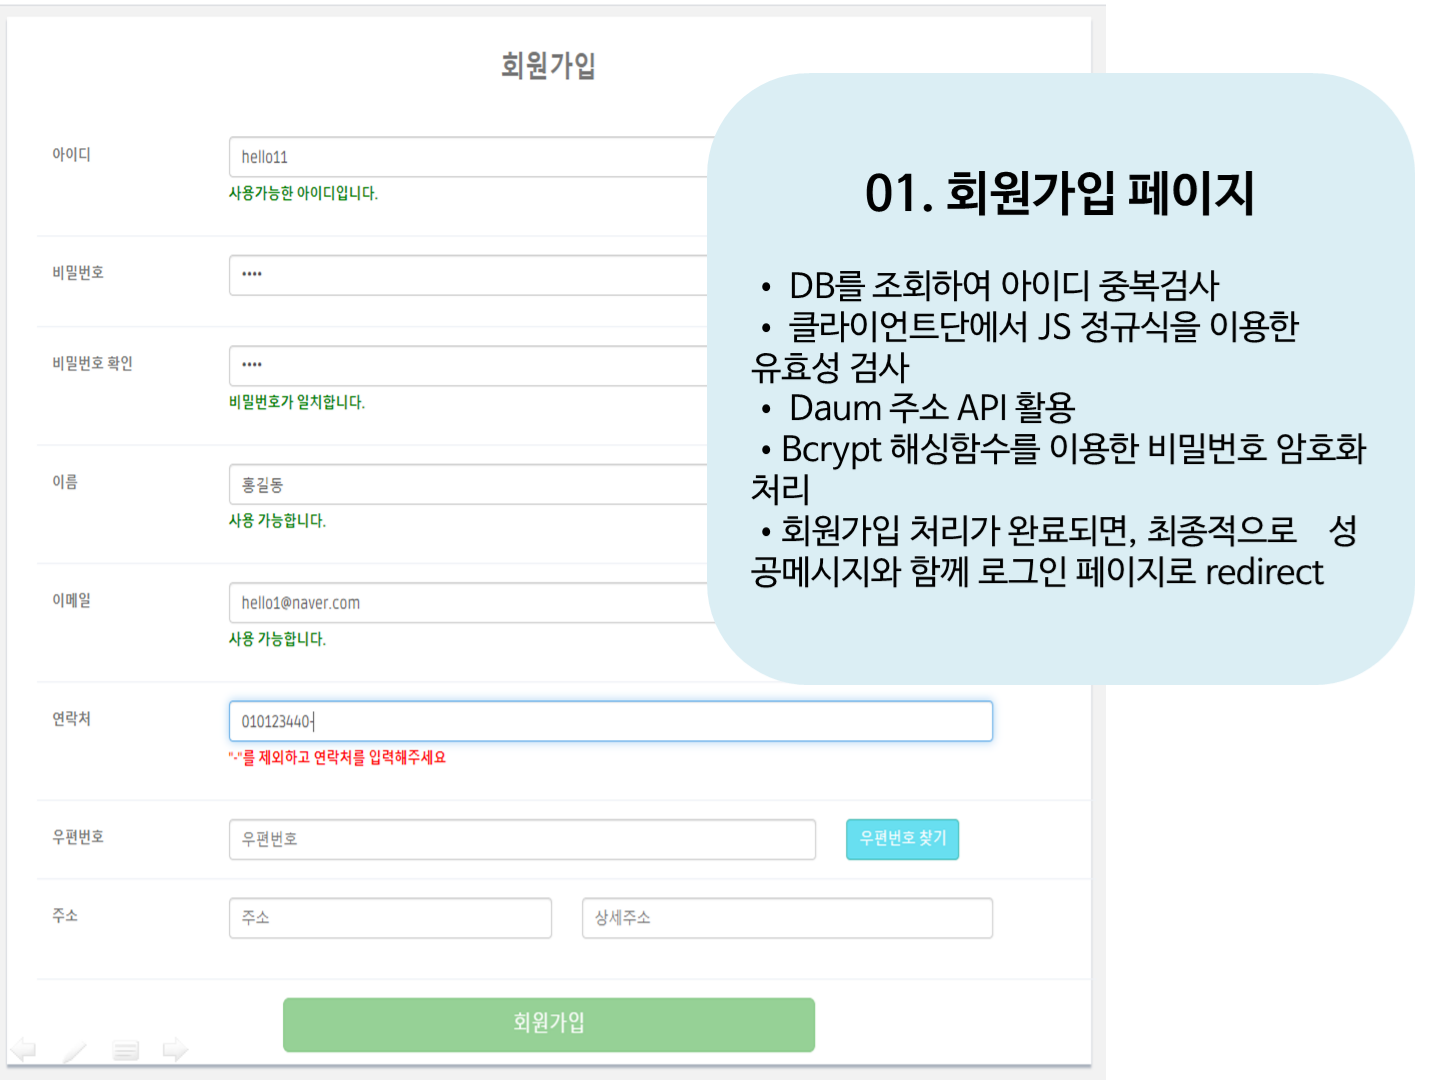 회원가입
아이디
hello11
사용가능한 아이디입니다.
비밀번호
••••
비밀번호 확인
••••
비밀번호가 일치합니다.
이름
홍길동
사용 가능합니다.
이메일
hello1@naver.com
사용 가능합니다.
연락처
010123440-
"-"를 제외하고 연락처를 입력해주세요
우편번호
우편번호
우편번호 찾기
주소
주소
상세주소
회원가입
01. 회원가입 페이지
• DB를 조회하여 아이디 중복검사
• 클라이언트단에서 JS 정규식을 이용한
유효성 검사
• Daum 주소 API 활용
• Bcrypt 해싱함수를 이용한 비밀번호 암호화
처리
• 회원가입 처리가 완료되면, 최종적으로 성
공메시지와 함께 로그인 페이지로 redirect